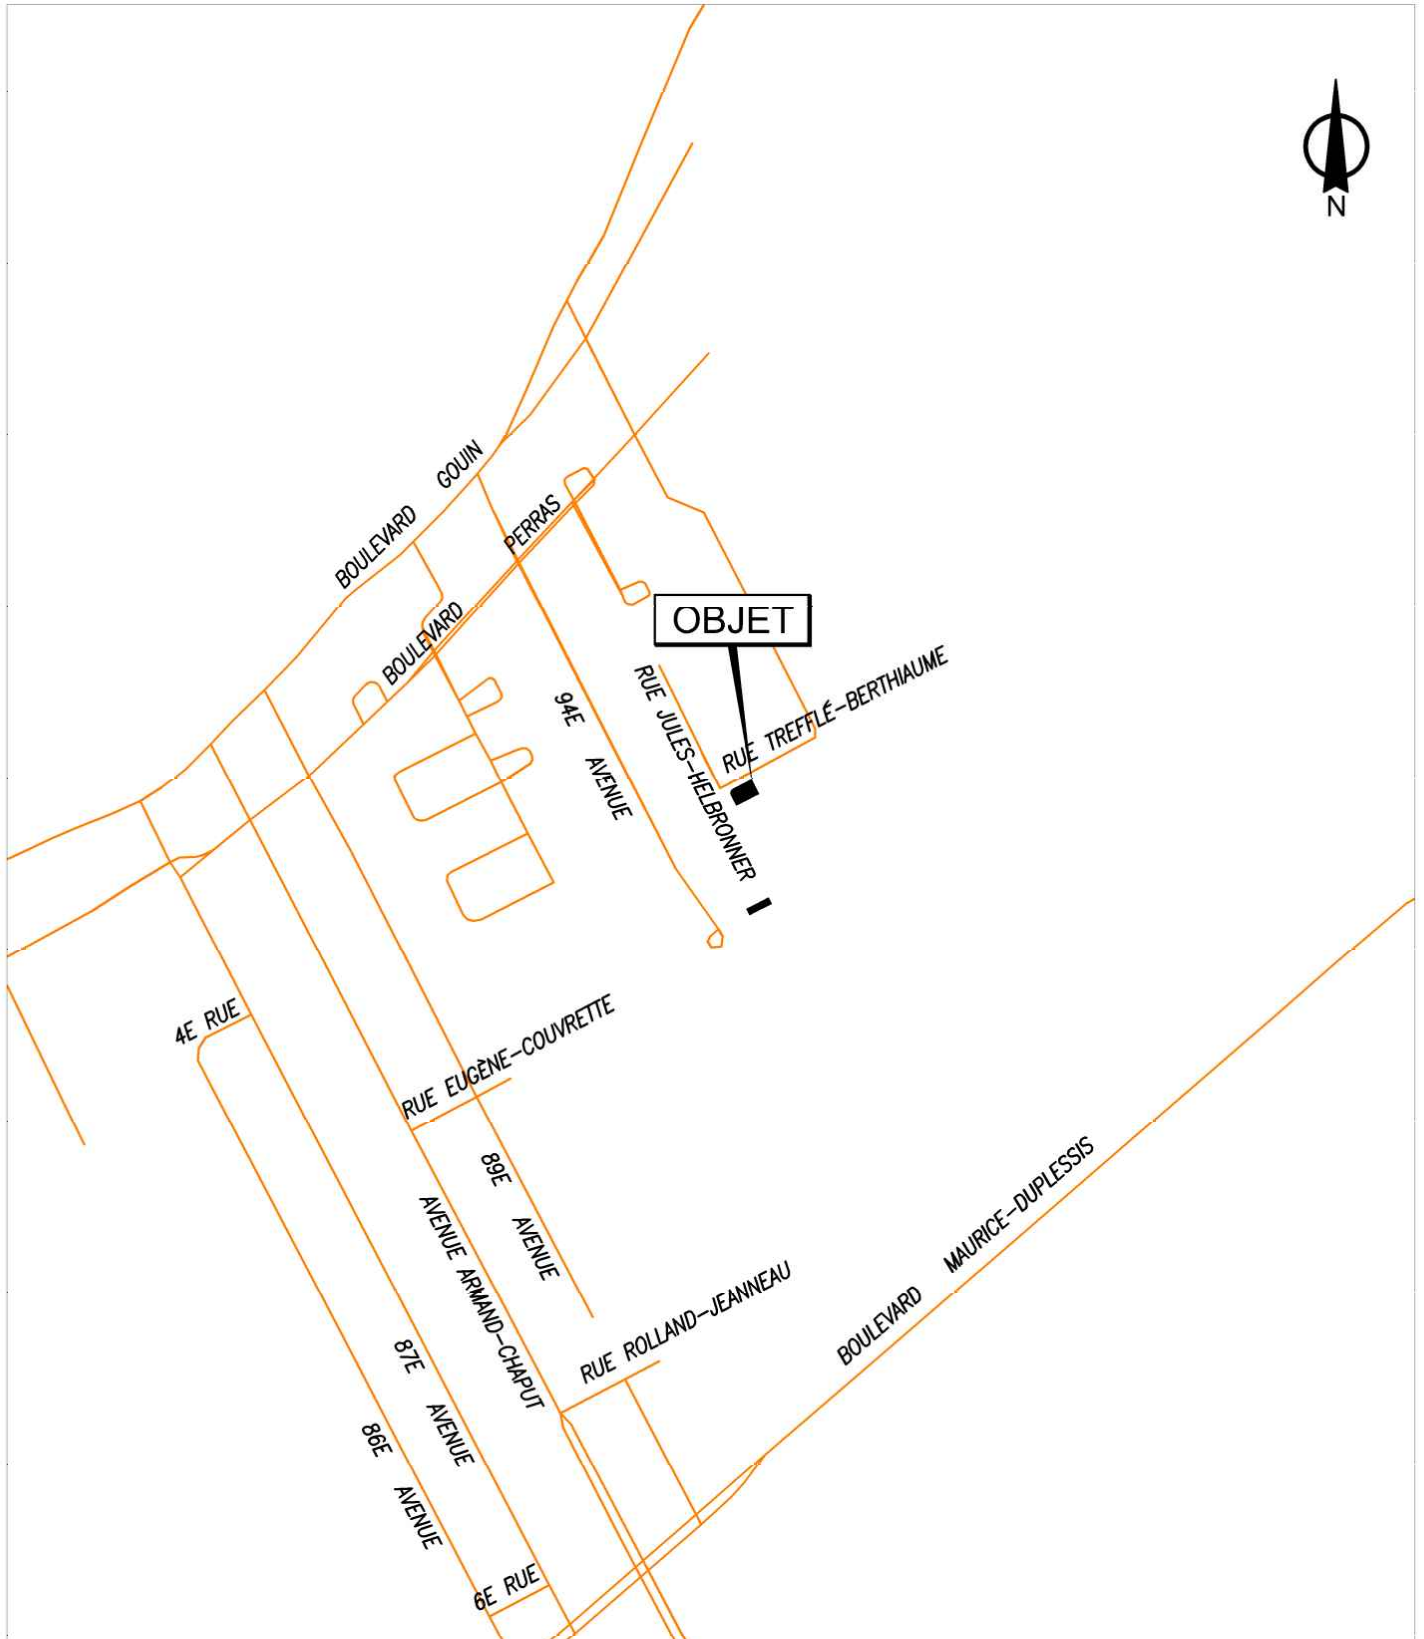 N
BOULEVARD GOUIN
BOULEVARD PERRAS
OBJET
94E AVENUE
RUE JULES-HELBRONNER
RUE TREFFLÉ-BERTHIAUME
4E RUE
RUE EUGÈNE-COUVRETTE
89E AVENUE
AVENUE ARMAND-CHAPUT
BOULEVARD MAURICE-DUPLESSIS
RUE ROLLAND-JEANNEAU
87E AVENUE
86E AVENUE
6E RUE